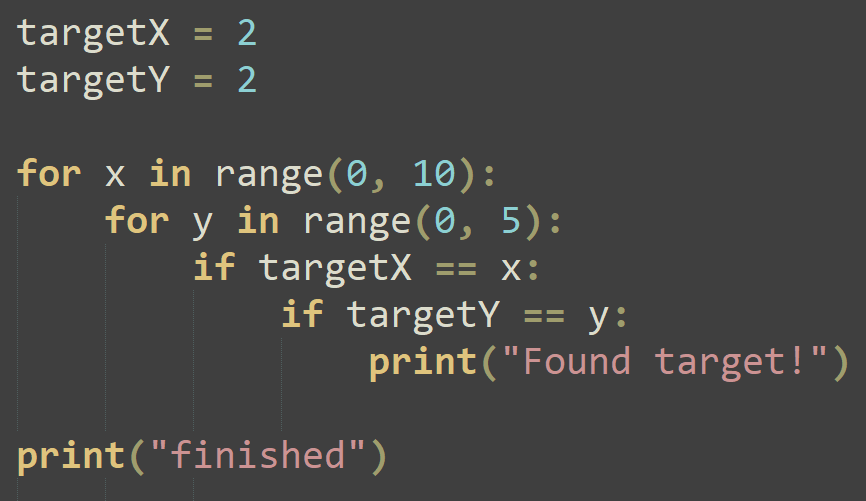 targetX = 2
targetY = 2
for x in range(0, 10):
    for y in range(0, 5):
        if targetX == x:
            if targetY == y:
                print("Found target!")
print("finished")